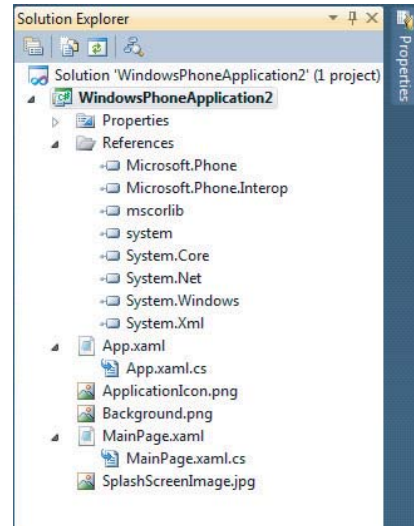 Solution Explorer
Solution 'WindowsPhoneApplication2' (1 project)
WindowsPhoneApplication2
Properties
References
Microsoft.Phone
Microsoft.Phone.Interop
mscorlib
system
System.Core
System.Net
System.Windows
System.Xml
App.xaml
App.xaml.cs
ApplicationIcon.png
Background.png
MainPage.xaml
MainPage.xaml.cs
SplashScreenImage.jpg
Properties